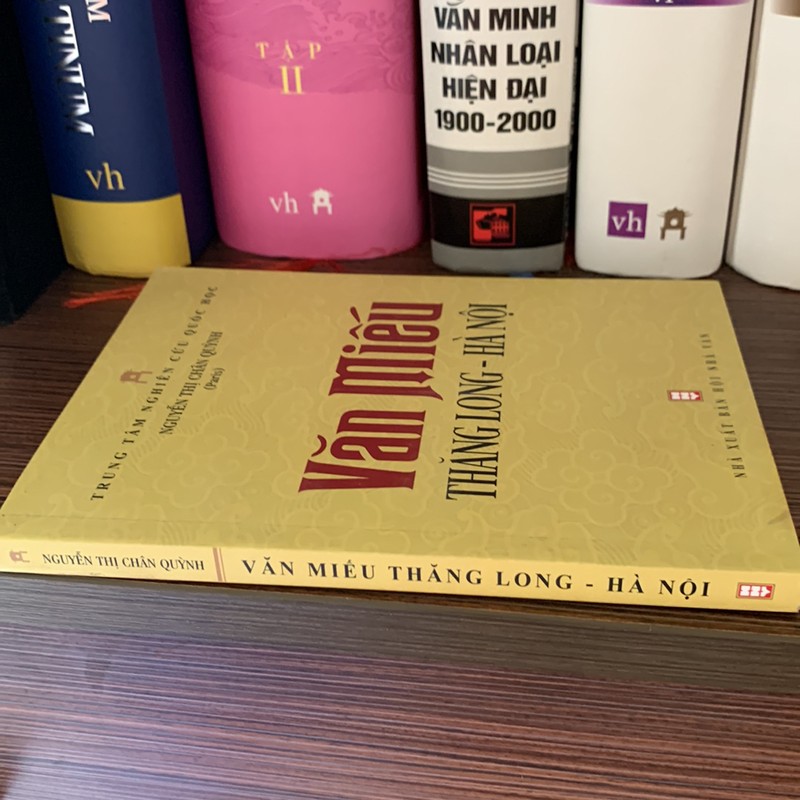 TINUM
M
vh
TẬP
II
vh
VĂN MINH
NHÂN LOẠI
HIỆN ĐẠI
1900-2000
vh
TRUNG TÂM NGHIÊN CỨU QUỐC HỌC
NGUYỄN THỊ CHÂN QUỲNH
(Paris)
Văn miếu
THĂNG LONG - HÀ NỘI
NHÀ XUẤT BẢN HỘI NHÀ VĂN
NGUYỄN THỊ CHÂN QUỲNH
VĂN MIẾU THĂNG LONG - HÀ NỘI